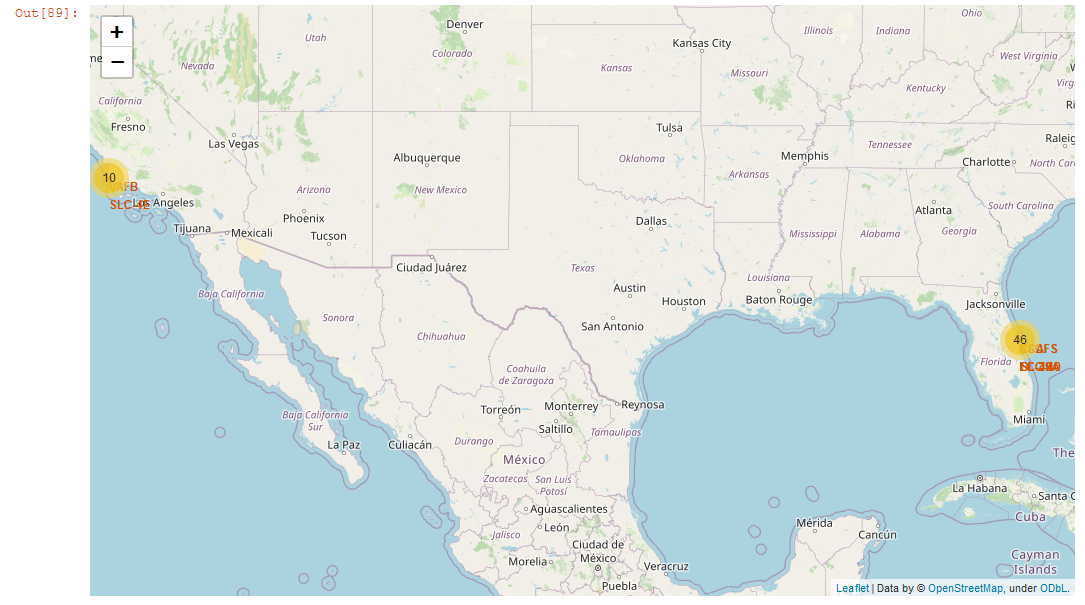 Out[89]:
+
−
Denver
Ohio
Utah
Colorado
Kansas City
Illinois
Indiana
Nevada
Kansas
Missouri
West Virginia
Kentucky
California
Fresno
Las Vegas
Tulsa
Albuquerque
Oklahoma
Memphis
Tennessee
Charlotte
10
VAFB
SLC-4E
Los Angeles
Arizona
New Mexico
Arkansas
Phoenix
Tucson
Dallas
Atlanta
South Carolina
Tijuana
Mexicali
Mississippi
Alabama
Georgia
Ciudad Juárez
Texas
Louisiana
Baja California
Austin
Houston
Baton Rouge
Jacksonville
Sonora
San Antonio
Chihuahua
46
Florida
Coahuila
de Zaragoza
Torreón
Monterrey
Reynosa
Miami
Baja California
Sur
Saltillo
Tamaulipas
La Paz
Culiacán
Durango
México
Zacatecas
San Luis
Potosí
La Habana
Aguascalientes
León
Cuba
Jalisco
Ciudad de
México
Mérida
Cancún
Morelia
Veracruz
Cayman
Islands
Puebla
Leaflet | Data by © OpenStreetMap, under ODbL.